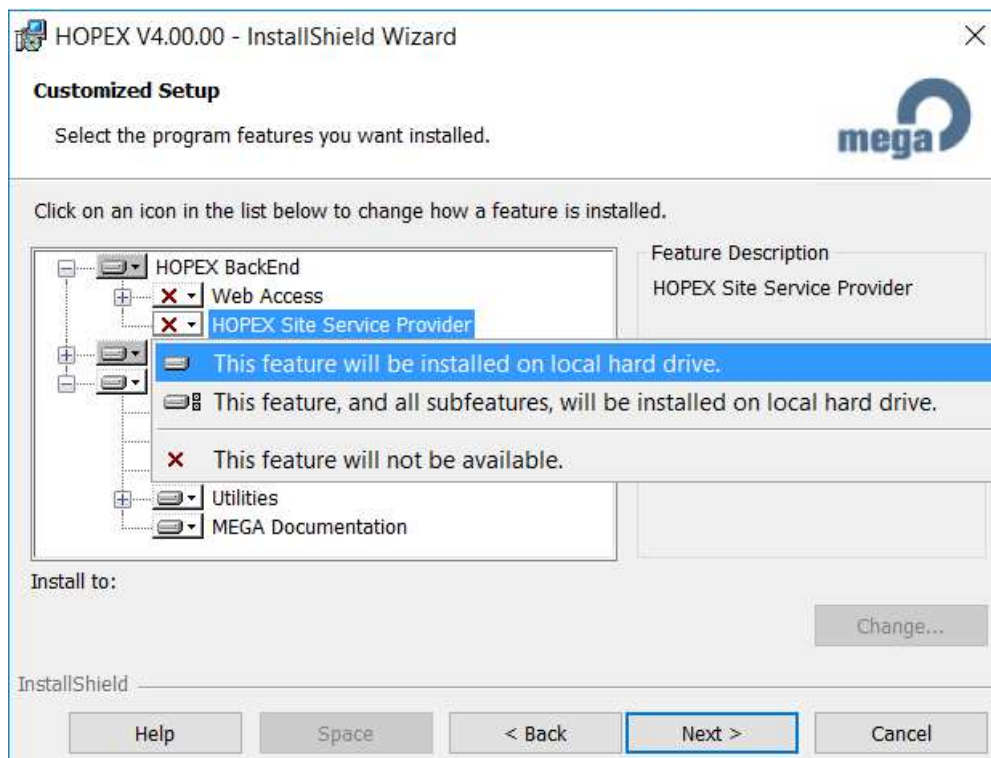 HOPEX V4.00.00 - InstallShield Wizard
Customized Setup
Select the program features you want installed.
mega
Click on an icon in the list below to change how a feature is installed.
HOPEX BackEnd
Web Access
HOPEX Site Service Provider
This feature will be installed on local hard drive.
This feature, and all subfeatures, will be installed on local hard drive.
This feature will not be available.
Utilities
MEGA Documentation
Feature Description
HOPEX Site Service Provider
Install to:
Change...
InstallShield
Help
Space
< Back
Next >
Cancel